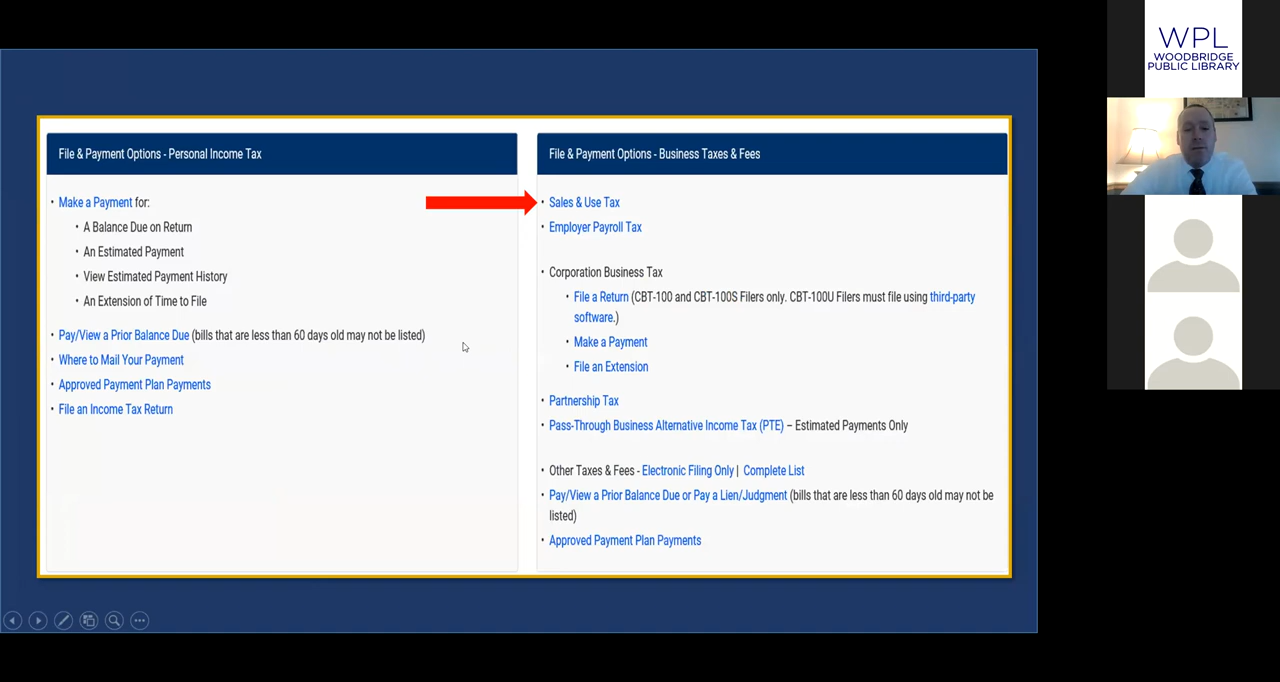 WPL
WOODBRIDGE
PUBLIC LIBRARY
File & Payment Options - Personal Income Tax
Make a Payment for:
A Balance Due on Return
An Estimated Payment
View Estimated Payment History
An Extension of Time to File
Pay/View a Prior Balance Due (bills that are less than 60 days old may not be listed)
Where to Mail Your Payment
Approved Payment Plan Payments
File an Income Tax Return
File & Payment Options - Business Taxes & Fees
Sales & Use Tax
Employer Payroll Tax
Corporation Business Tax
File a Return (CBT-100 and CBT-100S Filers only. CBT-100U Filers must file using third-party
software.)
Make a Payment
File an Extension
Partnership Tax
Pass-Through Business Alternative Income Tax (PTE) – Estimated Payments Only
Other Taxes & Fees - Electronic Filing Only | Complete List
Pay/View a Prior Balance Due or Pay a Lien/Judgment (bills that are less than 60 days old may not be
listed)
Approved Payment Plan Payments